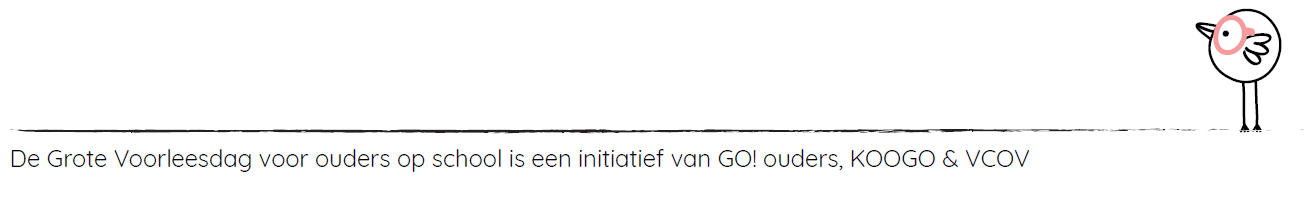 De Grote Voorleesdag voor ouders op school is een initiatief van GO! ouders, KOOGO & VCOV